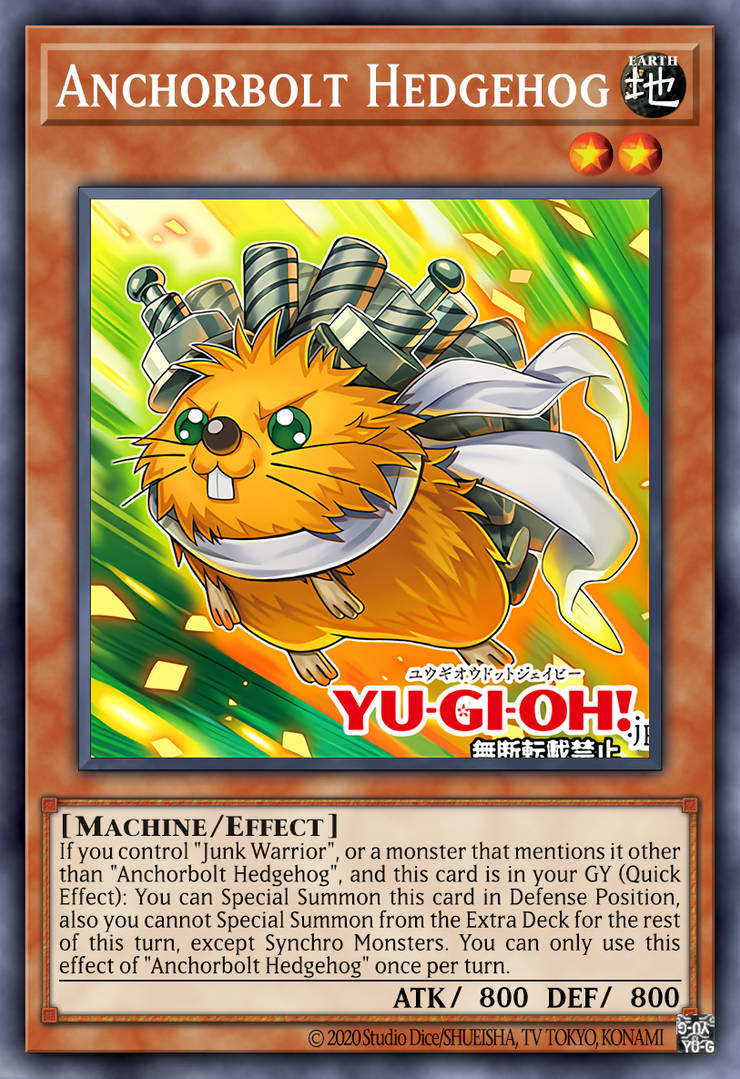 ANCHORBOLT HEDGEHOG
EARTH
地
ユウギオウドットジェイピー
YU-GI-OH!
無断転載禁止
[MACHINE/EFFECT]
If you control "Junk Warrior", or a monster that mentions it other
than "Anchorbolt Hedgehog", and this card is in your GY (Quick
Effect): You can Special Summon this card in Defense Position,
also you cannot Special Summon from the Extra Deck for the rest
of this turn, except Synchro Monsters. You can only use this
effect of "Anchorbolt Hedgehog" once per turn.
ATK/ 800 DEF/ 800
© 2020 Studio Dice/SHUEISHA, TV TOKYO, KONAMI